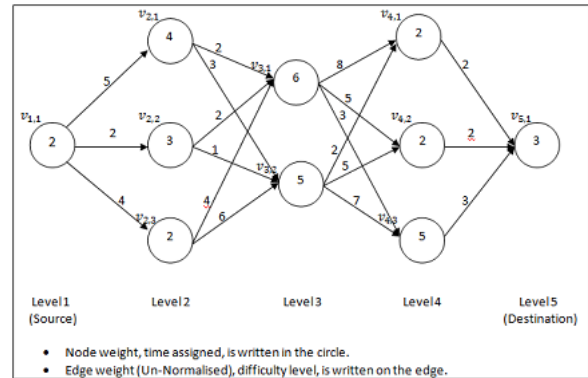 v2,1
4
2
3
v3,1
5
v1,1
2
2
v2,2
3
2
1
v3,2
4
v2,3
2
4
6
6
5
8
5
3
2
5
7
v4,1
2
v4,2
2
v4,3
5
2
2
3
v5,1
3
Level 1 Level 2 Level 3 Level 4 Level 5
(Source) (Destination)
• Node weight, time assigned, is written in the circle.
• Edge weight (Un-Normalised), difficulty level, is written on the edge.